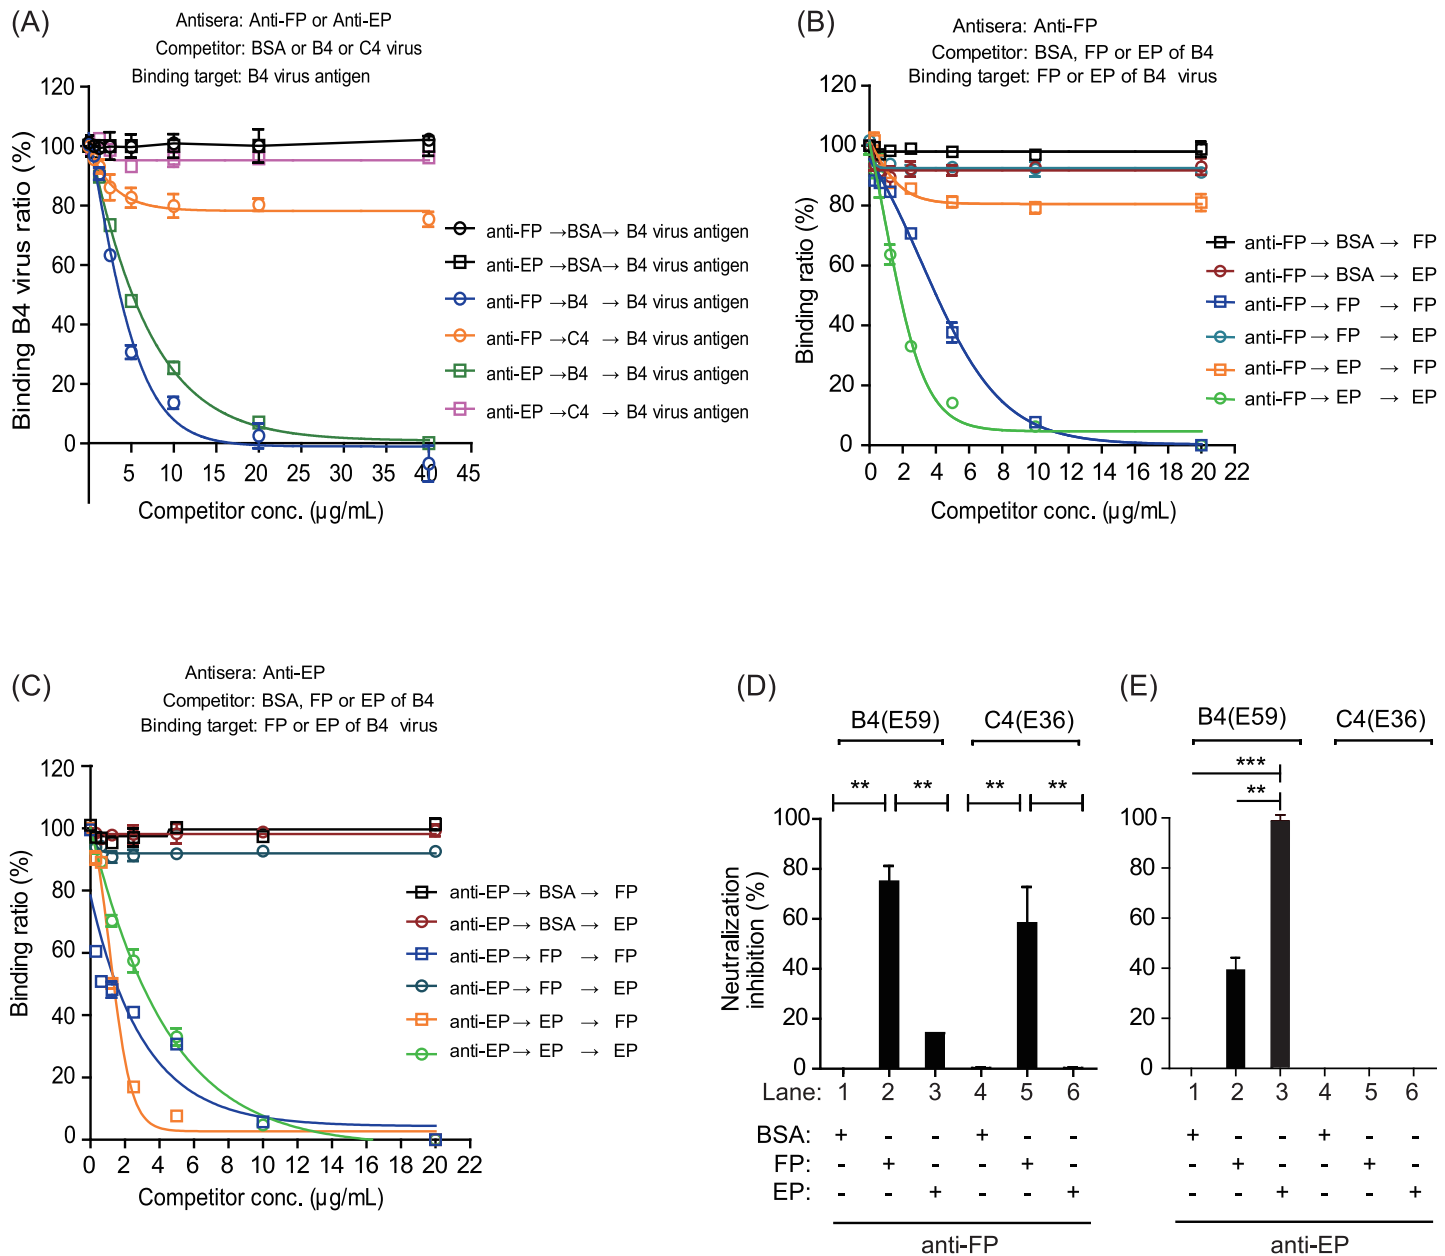 (A)
Antisera: Anti-FP or Anti-EP
Competitor: BSA or B4 or C4 virus
Binding target: B4 virus antigen
Binding B4 virus ratio (%)
120
100
80
60
40
20
0
5 10 15 20 25 30 35 40 45
Competitor conc. (µg/mL)
anti-FP →BSA→ B4 virus antigen
anti-EP →BSA→ B4 virus antigen
anti-FP →B4 → B4 virus antigen
anti-FP →C4 → B4 virus antigen
anti-EP →B4 → B4 virus antigen
anti-EP →C4 → B4 virus antigen
(B)
Antisera: Anti-FP
Competitor: BSA, FP or EP of B4
Binding target: FP or EP of B4 virus
Binding ratio (%)
120
100
80
60
40
20
0
0 2 4 6 8 10 12 14 16 18 20 22
Competitor conc. (µg/mL)
anti-FP → BSA → FP
anti-FP → BSA → EP
anti-FP → FP → FP
anti-FP → FP → EP
anti-FP → EP → FP
anti-FP → EP → EP
(C)
Antisera: Anti-EP
Competitor: BSA, FP or EP of B4
Binding target: FP or EP of B4 virus
Binding ratio (%)
120
100
80
60
40
20
0
0 2 4 6 8 10 12 14 16 18 20 22
Competitor conc. (µg/mL)
anti-EP → BSA → FP
anti-EP → BSA → EP
anti-EP → FP → FP
anti-EP → FP → EP
anti-EP → EP → FP
anti-EP → EP → EP
(D)
B4(E59) C4(E36)
** ** ** **
Neutralization
inhibition (%)
100
80
60
40
20
0
Lane: 1 2 3 4 5 6
BSA: + - - + - -
FP: - + - - + -
EP: - - + - - +
anti-FP
(E)
B4(E59) C4(E36)
***
**
100
80
60
40
20
0
1 2 3 4 5 6
+ - - + - -
- + - - + -
- - + - - +
anti-EP